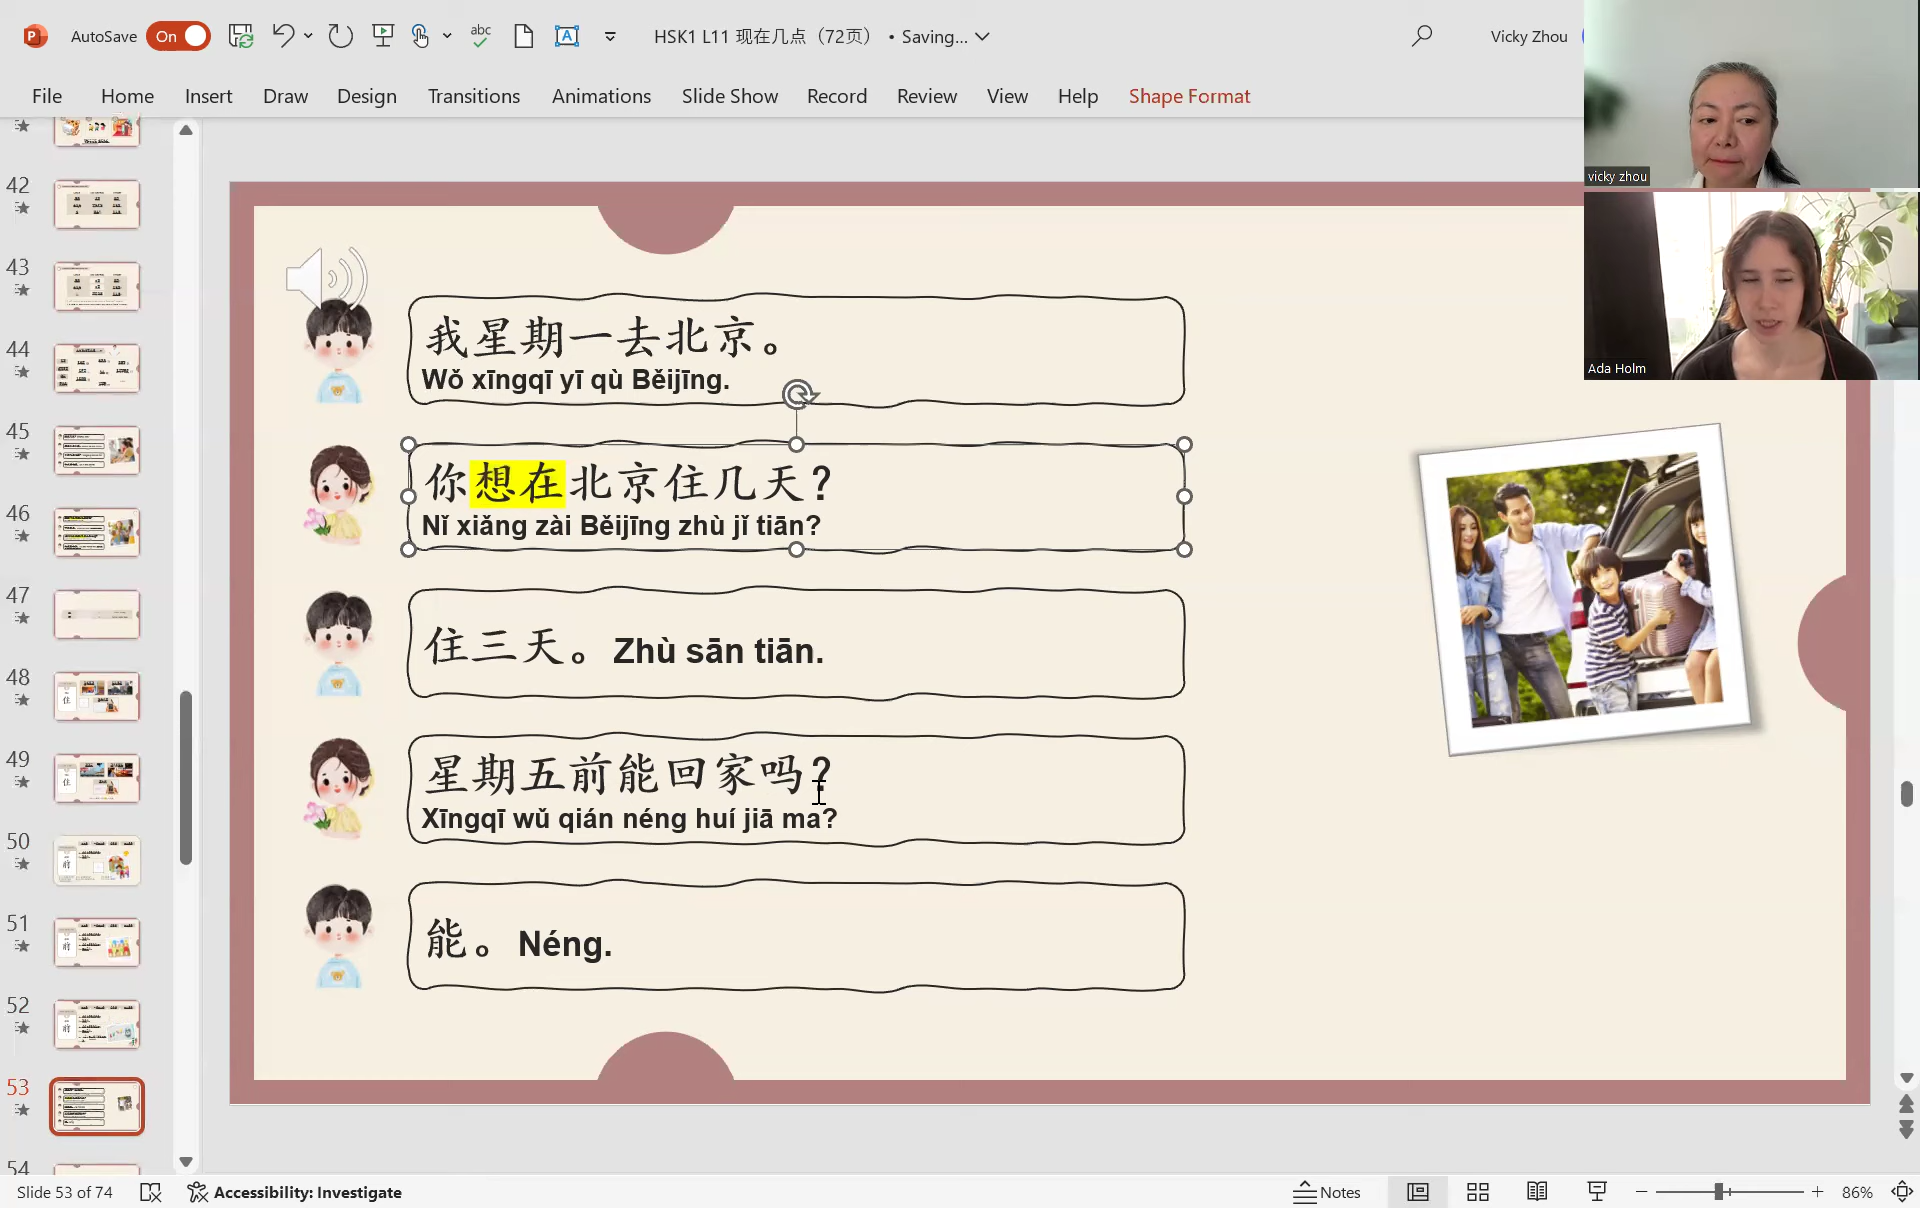 AutoSave On abc HSK1 L11 现在几点（72页） • Saving... Vicky Zhou
File Home Insert Draw Design Transitions Animations Slide Show Record Review View Help Shape Format
vicky zhou
Ada Holm
42
43
44
45
46
47
48
49
50
51
52
53
54
我星期一去北京。
Wǒ xīngqī yī qù Běijīng.
你想在北京住几天？
Nǐ xiǎng zài Běijīng zhù jǐ tiān?
住三天。Zhù sān tiān.
星期五前能回家吗？
Xīngqī wǔ qián néng huí jiā ma?
能。Néng.
Slide 53 of 74 Accessibility: Investigate Notes 86%